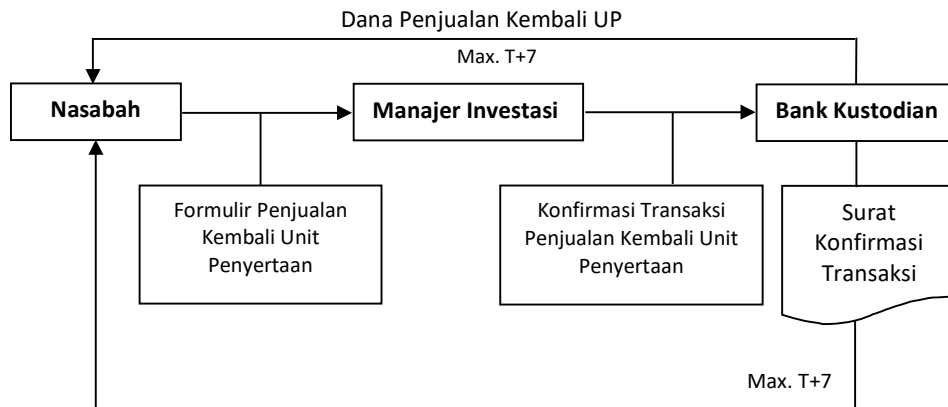 Dana Penjualan Kembali UP
Max. T+7
Nasabah
Manajer Investasi
Bank Kustodian
Formulir Penjualan
Kembali Unit
Penyertaan
Konfirmasi Transaksi
Penjualan Kembali Unit
Penyertaan
Surat
Konfirmasi
Transaksi
Max. T+7